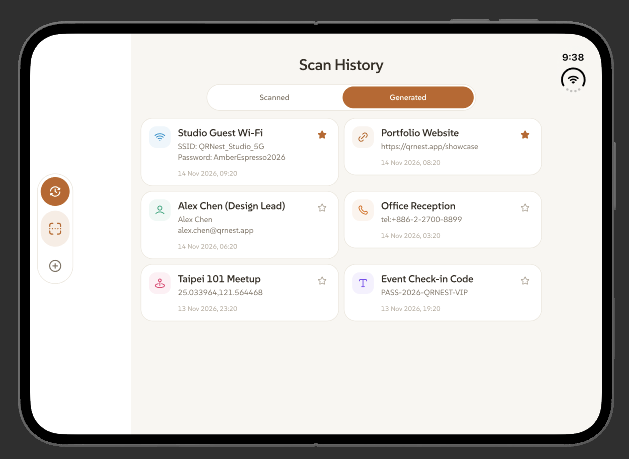 Scan History
9:38
Scanned
Generated
Studio Guest Wi-Fi
SSID: QRNest_Studio_5G
Password: AmberEspresso2026
14 Nov 2026, 09:20
Portfolio Website
https://qrnest.app/showcase
14 Nov 2026, 08:20
Alex Chen (Design Lead)
Alex Chen
alex.chen@qrnest.app
14 Nov 2026, 06:20
Office Reception
tel:+886-2-2700-8899
14 Nov 2026, 03:20
Taipei 101 Meetup
25.033964,121.564468
13 Nov 2026, 23:20
Event Check-in Code
PASS-2026-QRNEST-VIP
13 Nov 2026, 19:20